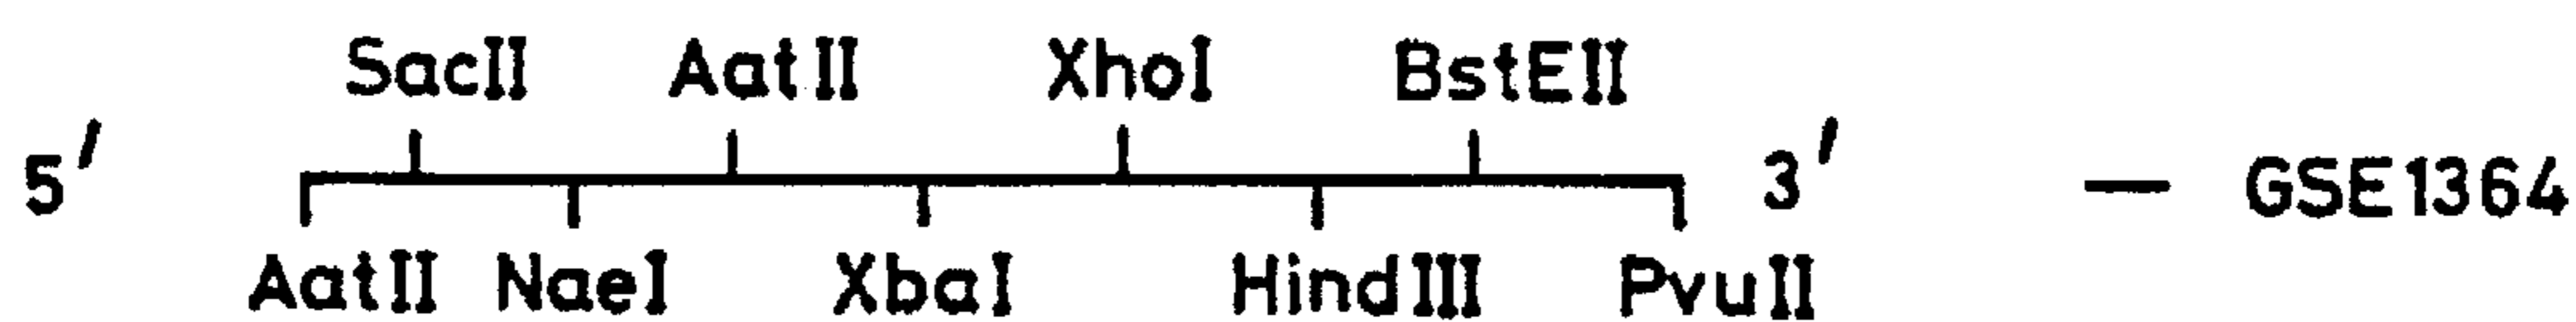 SacII AatII XhoI BstEII
5' 3' — GSE1364
AatII NaeI XbaI HindIII PvuII